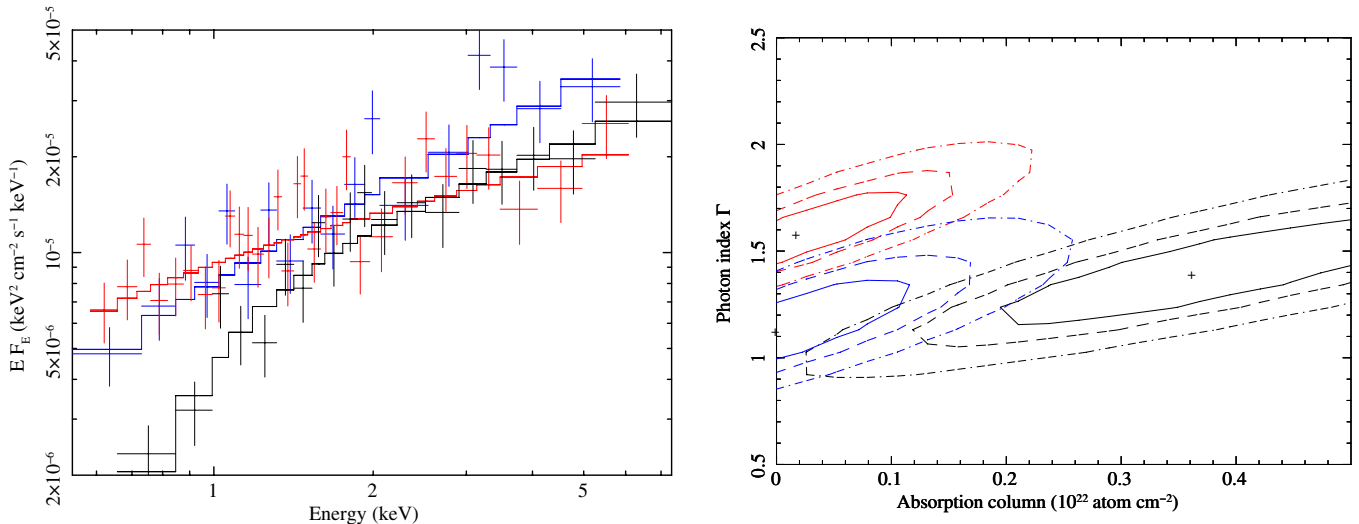 5×10⁻⁵
2×10⁻⁵
10⁻⁵
5×10⁻⁶
2×10⁻⁶
E F_E (keV² cm⁻² s⁻¹ keV⁻¹)
1 2 5
Energy (keV)
2.5
2
1.5
1
0.5
Photon index Γ
0 0.1 0.2 0.3 0.4
Absorption column (10²² atom cm⁻²)